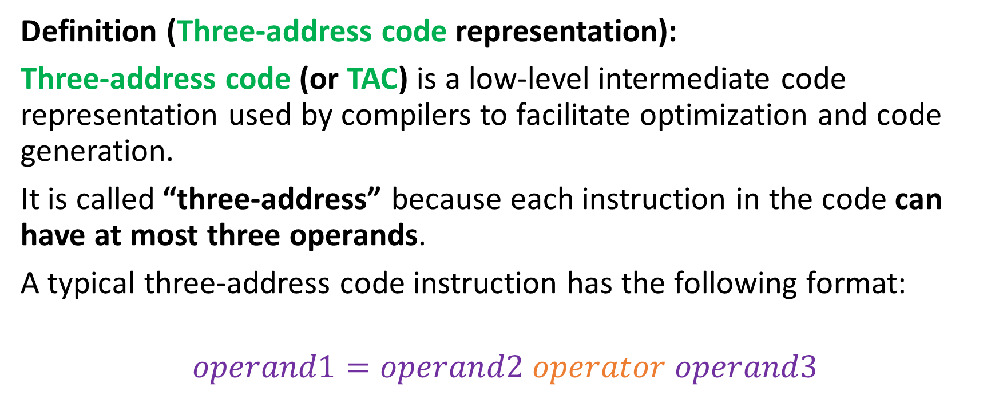 Definition (Three-address code representation):
Three-address code (or TAC) is a low-level intermediate code
representation used by compilers to facilitate optimization and code
generation.
It is called “three-address” because each instruction in the code can
have at most three operands.
A typical three-address code instruction has the following format:
operand1 = operand2 operator operand3